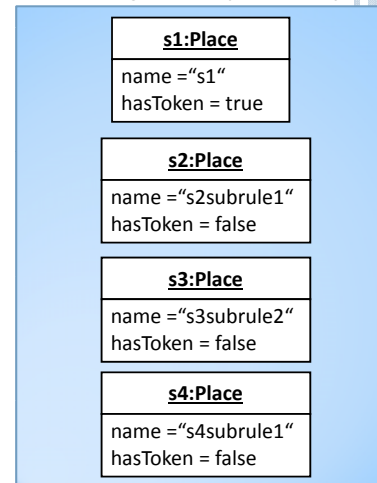 s1:Place
name =“s1“
hasToken = true
s2:Place
name =“s2subrule1“
hasToken = false
s3:Place
name =“s3subrule2“
hasToken = false
s4:Place
name =“s4subrule1“
hasToken = false